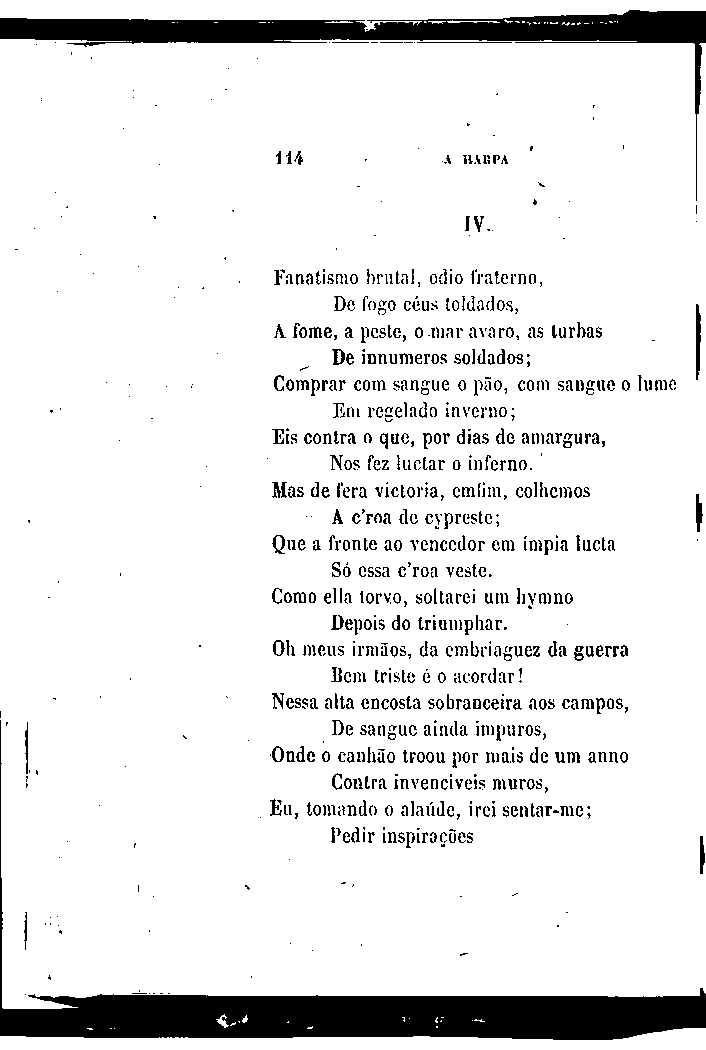 114 A HARPA
IV.
Fanatismo brutal, odio fraterno,
De fogo céus toldados,
A fome, a peste, o mar avaro, as turbas
De innumeros soldados;
Comprar com sangue o pão, com sangue o lume
Em regelado inverno;
Eis contra o que, por dias de amargura,
Nos fez luctar o inferno.
Mas de fera victoria, emfim, colhemos
A c'roa de cypreste;
Que a fronte ao vencedor em ímpia lucta
Só essa c'roa veste.
Como ella torvo, soltarei um hymno
Depois do triumphar.
Oh meus irmãos, da embriaguez da guerra
Bem triste é o acordar!
Nessa alta encosta sobranceira aos campos,
De sangue ainda impuros,
Onde o canhão troou por mais de um anno
Contra invenciveis muros,
Eu, tomando o alaúde, irei sentar-me;
Pedir inspirações